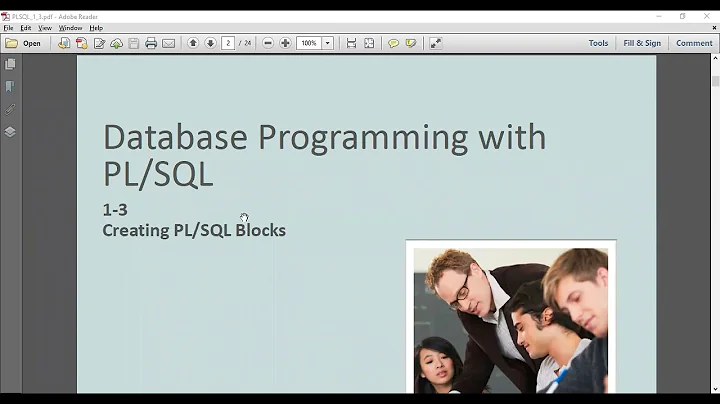 PLSQL_1_3.pdf - Adobe Reader
File Edit View Window Help
Open 2 / 24 100% Tools Fill & Sign Comment
Database Programming with
PL/SQL
1-3
Creating PL/SQL Blocks